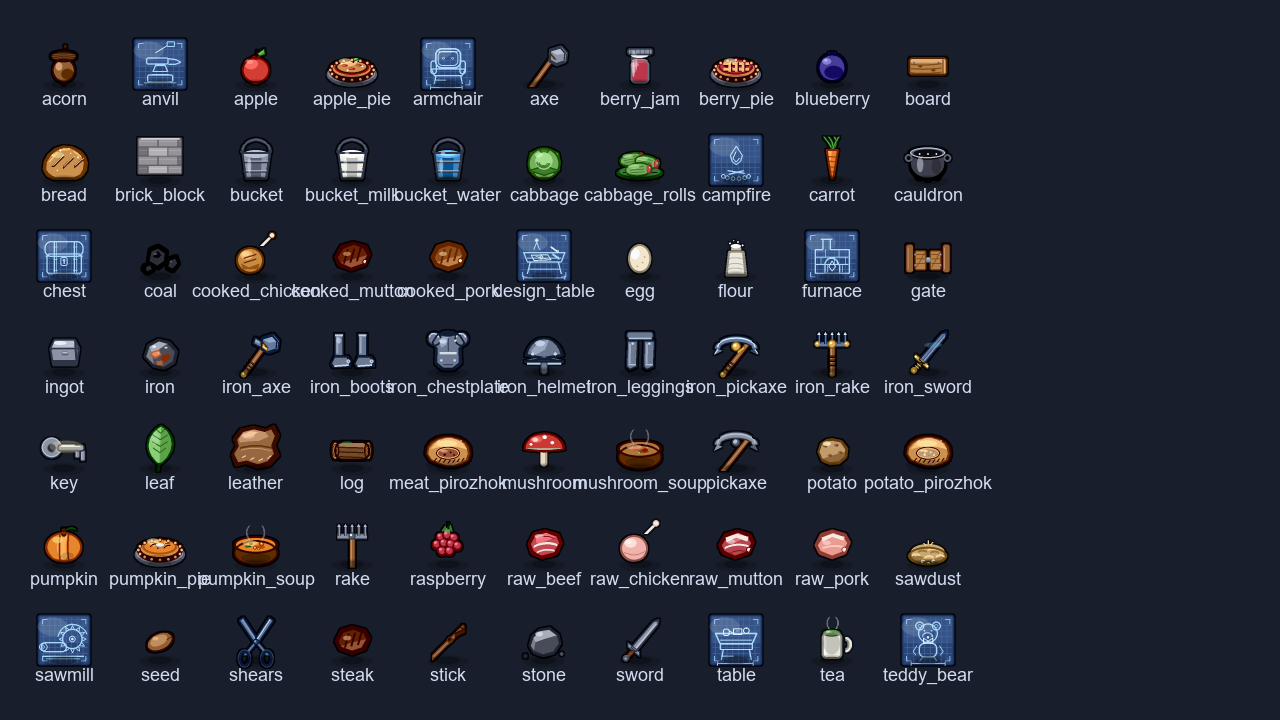 acorn anvil apple apple_pie armchair axe berry_jam berry_pie blueberry board
bread brick_block bucket bucket_milk bucket_water cabbage cabbage_rolls campfire carrot cauldron
chest coal cooked_chicken cooked_mutton cooked_pork design_table egg flour furnace gate
ingot iron iron_axe iron_boots iron_chestplate iron_helmet iron_leggings iron_pickaxe iron_rake iron_sword
key leaf leather log meat_pirozhok mushroom mushroom_soup pickaxe potato potato_pirozhok
pumpkin pumpkin_pie pumpkin_soup rake raspberry raw_beef raw_chicken raw_mutton raw_pork sawdust
sawmill seed shears steak stick stone sword table tea teddy_bear